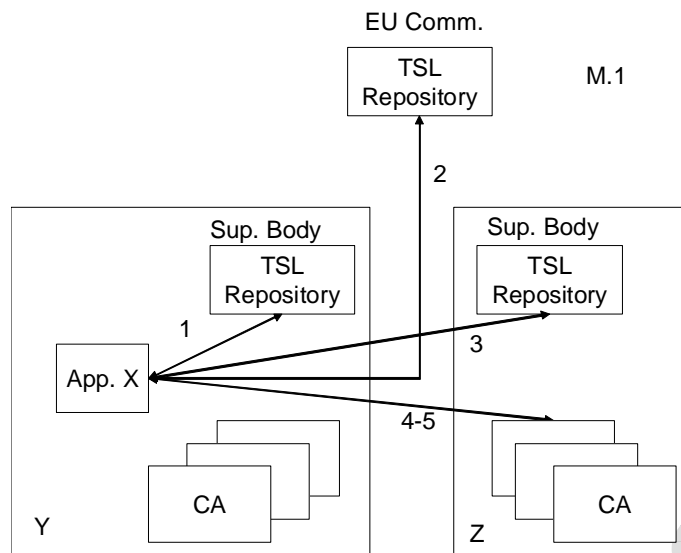 EU Comm.
TSL
Repository
M.1
2
Sup. Body
TSL
Repository
Sup. Body
TSL
Repository
1
3
App. X
4-5
CA
CA
Y
Z